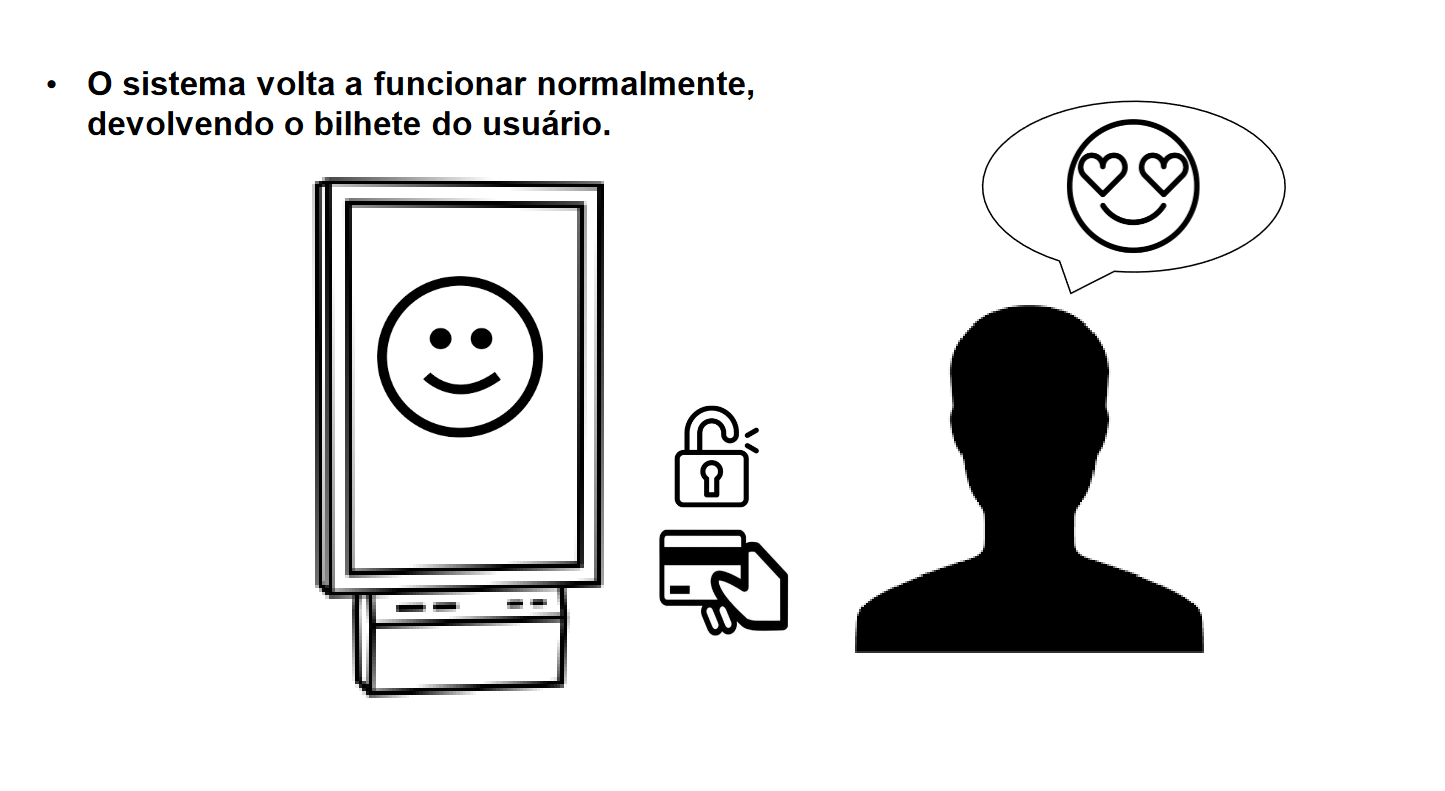 • O sistema volta a funcionar normalmente,
devolvendo o bilhete do usuário.